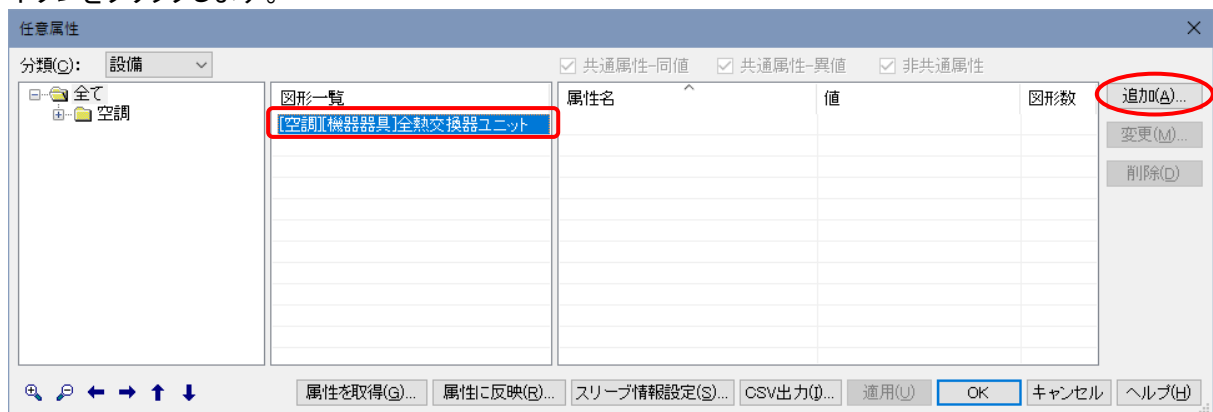 任意属性
分類(C): 設備
共通属性-同値 共通属性-異値 非共通属性
全て
空調
図形一覧
[空調][機器器具]全熱交換器ユニット
属性名 値 図形数
追加(A)...
変更(M)...
削除(D)
属性を取得(G)... 属性に反映(R)... スリーブ情報設定(S)... CSV出力(I)... 適用(U) OK キャンセル ヘルプ(H)